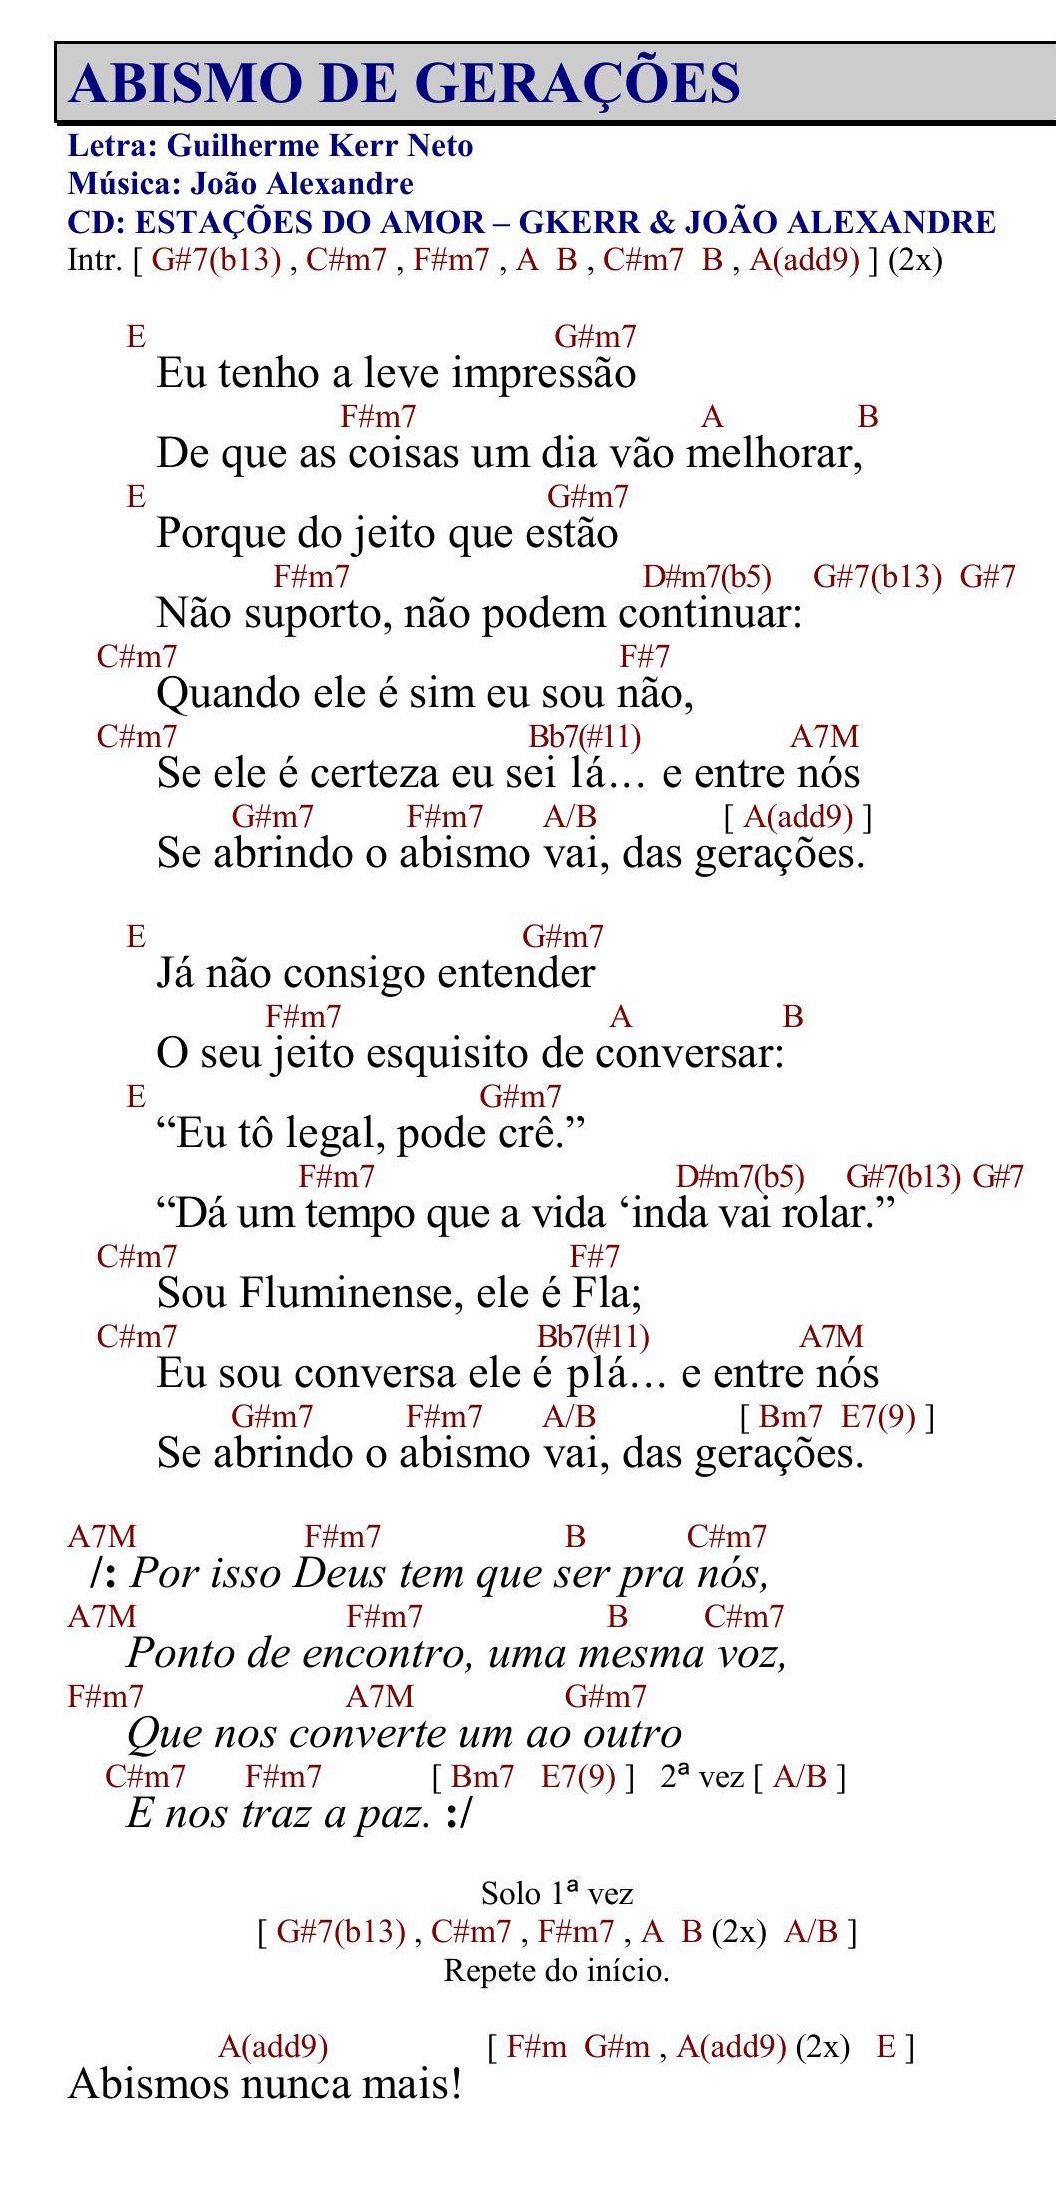 ABISMO DE GERAÇÕES
Letra: Guilherme Kerr Neto
Música: João Alexandre
CD: ESTAÇÕES DO AMOR – GKERR & JOÃO ALEXANDRE
Intr. [ G#7(b13) , C#m7 , F#m7 , A B , C#m7 B , A(add9) ] (2x)
E G#m7
Eu tenho a leve impressão
F#m7 A B
De que as coisas um dia vão melhorar,
E G#m7
Porque do jeito que estão
F#m7 D#m7(b5) G#7(b13) G#7
Não suporto, não podem continuar:
C#m7 F#7
Quando ele é sim eu sou não,
C#m7 Bb7(#11) A7M
Se ele é certeza eu sei lá... e entre nós
G#m7 F#m7 A/B [ A(add9) ]
Se abrindo o abismo vai, das gerações.
E G#m7
Já não consigo entender
F#m7 A B
O seu jeito esquisito de conversar:
E G#m7
“Eu tô legal, pode crê.”
F#m7 D#m7(b5) G#7(b13) G#7
“Dá um tempo que a vida ‘inda vai rolar.”
C#m7 F#7
Sou Fluminense, ele é Fla;
C#m7 Bb7(#11) A7M
Eu sou conversa ele é plá... e entre nós
G#m7 F#m7 A/B [ Bm7 E7(9) ]
Se abrindo o abismo vai, das gerações.
A7M F#m7 B C#m7
/: Por isso Deus tem que ser pra nós,
A7M F#m7 B C#m7
Ponto de encontro, uma mesma voz,
F#m7 A7M G#m7
Que nos converte um ao outro
C#m7 F#m7 [ Bm7 E7(9) ] 2ª vez [ A/B ]
E nos traz a paz. :/
Solo 1ª vez
[ G#7(b13) , C#m7 , F#m7 , A B (2x) A/B ]
Repete do início.
A(add9) [ F#m G#m , A(add9) (2x) E ]
Abismos nunca mais!